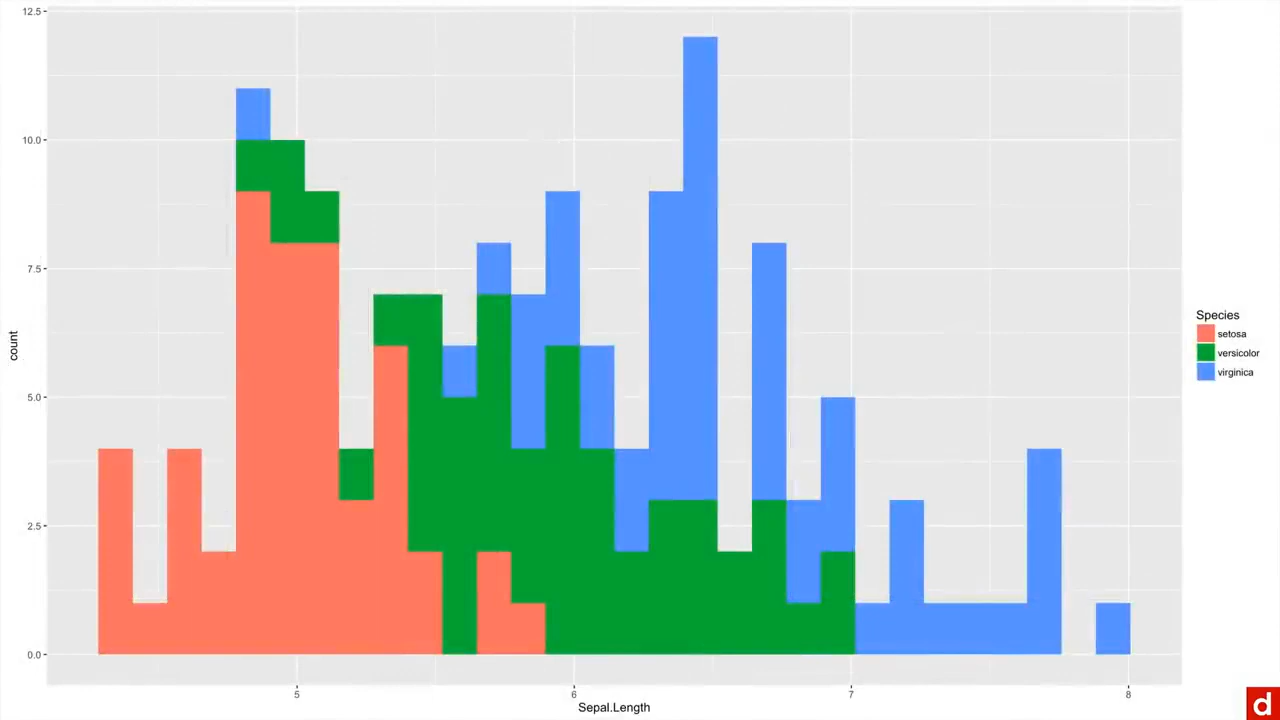 12.5
10.0
7.5
5.0
2.5
0.0
count
5
6
7
8
Sepal.Length
Species
setosa
versicolor
virginica
d